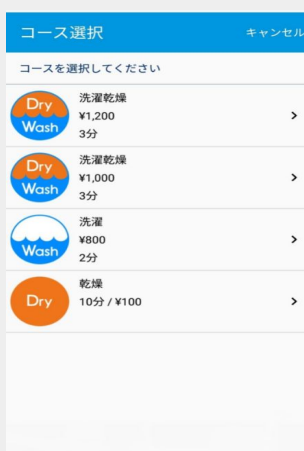 コース選択 キャンセル
コースを選択してください
Dry
Wash
洗濯乾燥
¥1,200
3分
Dry
Wash
洗濯乾燥
¥1,000
3分
Wash
洗濯
¥800
2分
Dry
乾燥
10分 / ¥100